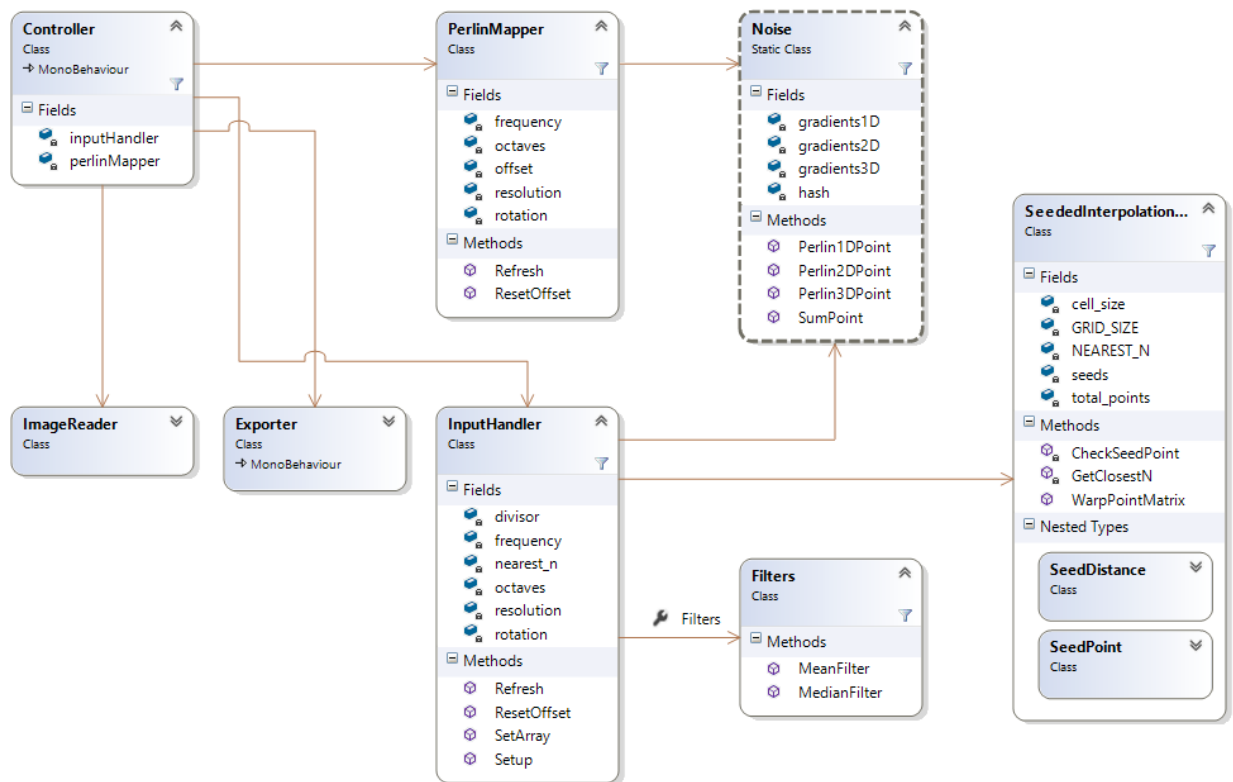 Controller
Class
MonoBehaviour
Fields
inputHandler
perlinMapper
PerlinMapper
Class
Fields
frequency
octaves
offset
resolution
rotation
Methods
Refresh
ResetOffset
Noise
Static Class
Fields
gradients1D
gradients2D
gradients3D
hash
Methods
Perlin1DPoint
Perlin2DPoint
Perlin3DPoint
SumPoint
SeededInterpolation...
Class
Fields
cell_size
GRID_SIZE
NEAREST_N
seeds
total_points
Methods
CheckSeedPoint
GetClosestN
WarpPointMatrix
Nested Types
SeedDistance
Class
SeedPoint
Class
ImageReader
Class
Exporter
Class
MonoBehaviour
InputHandler
Class
Fields
divisor
frequency
nearest_n
octaves
resolution
rotation
Methods
Refresh
ResetOffset
SetArray
Setup
Filters
Filters
Class
Methods
MeanFilter
MedianFilter